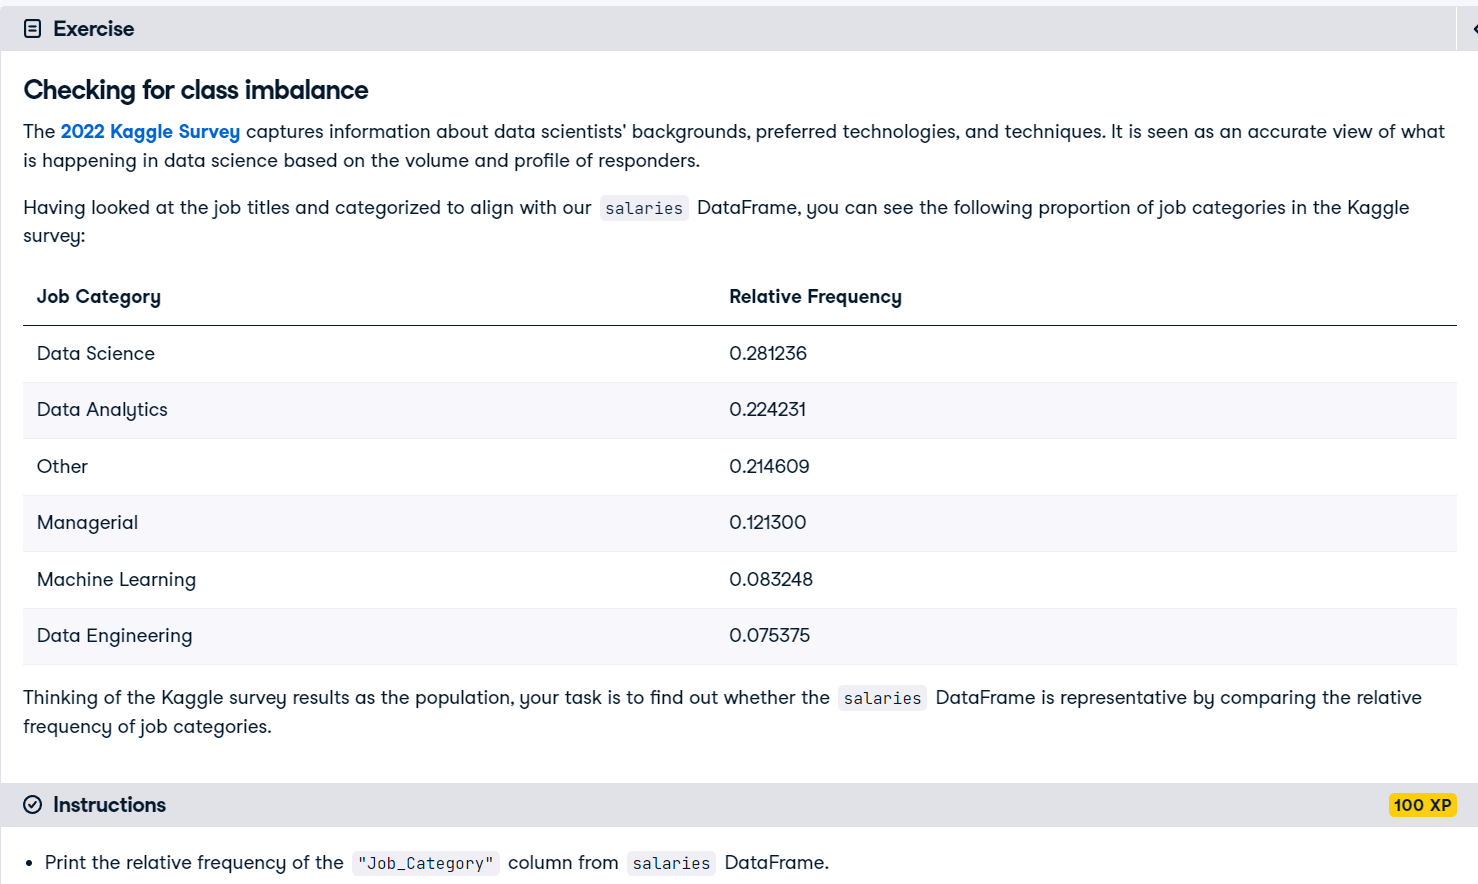 Exercise
Checking for class imbalance
The 2022 Kaggle Survey captures information about data scientists' backgrounds, preferred technologies, and techniques. It is seen as an accurate view of what
is happening in data science based on the volume and profile of responders.
Having looked at the job titles and categorized to align with our salaries DataFrame, you can see the following proportion of job categories in the Kaggle
survey:
Job Category Relative Frequency
Data Science 0.281236
Data Analytics 0.224231
Other 0.214609
Managerial 0.121300
Machine Learning 0.083248
Data Engineering 0.075375
Thinking of the Kaggle survey results as the population, your task is to find out whether the salaries DataFrame is representative by comparing the relative
frequency of job categories.
Instructions 100 XP
• Print the relative frequency of the "Job_Category" column from salaries DataFrame.